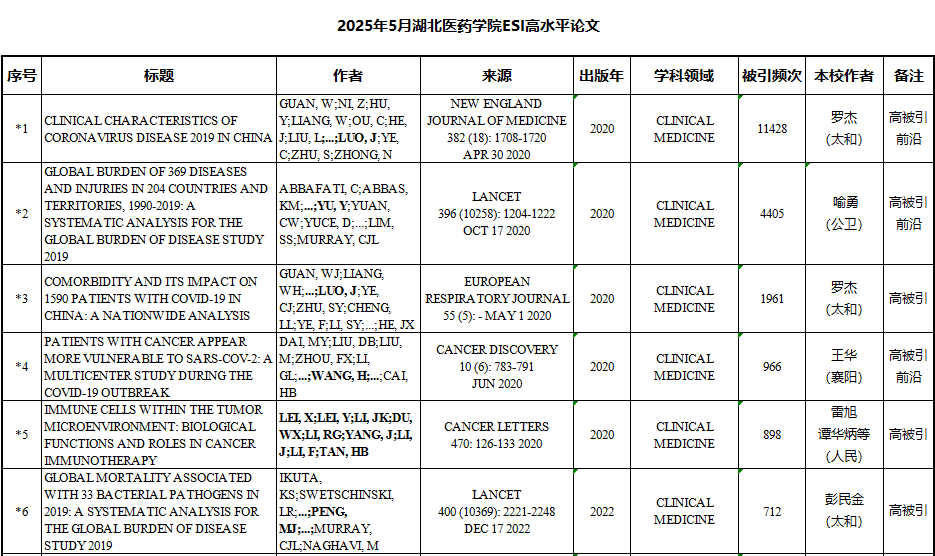 2025年5月湖北医药学院ESI高水平论文
序号 标题 作者 来源 出版年 学科领域 被引频次 本校作者 备注
*1
CLINICAL CHARACTERISTICS OF
CORONAVIRUS DISEASE 2019 IN CHINA
GUAN, W;NI, Z;HU,
Y;LIANG, W;OU, C;HE,
J;LIU, L;...;LUO, J;YE,
C;ZHU, S;ZHONG, N
NEW ENGLAND
JOURNAL OF MEDICINE
382 (18): 1708-1720
APR 30 2020
2020
CLINICAL
MEDICINE
11428
罗杰
(太和)
高被引
前沿
*2
GLOBAL BURDEN OF 369 DISEASES
AND INJURIES IN 204 COUNTRIES AND
TERRITORIES, 1990-2019: A
SYSTEMATIC ANALYSIS FOR THE
GLOBAL BURDEN OF DISEASE STUDY
2019
ABBAFATI, C;ABBAS,
KM;...;YU, Y;YUAN,
CW;YUCE, D;...;LIM,
SS;MURRAY, CJL
LANCET
396 (10258): 1204-1222
OCT 17 2020
2020
CLINICAL
MEDICINE
4405
喻勇
(公卫)
高被引
前沿
*3
COMORBIDITY AND ITS IMPACT ON
1590 PATIENTS WITH COVID-19 IN
CHINA: A NATIONWIDE ANALYSIS
GUAN, WJ;LIANG,
WH;...;LUO, J;YE,
CJ;ZHU, SY;CHENG,
LL;YE, F;LI, SY;...;HE, JX
EUROPEAN
RESPIRATORY JOURNAL
55 (5): - MAY 1 2020
2020
CLINICAL
MEDICINE
1961
罗杰
(太和)
高被引
*4
PATIENTS WITH CANCER APPEAR
MORE VULNERABLE TO SARS-COV-2: A
MULTICENTER STUDY DURING THE
COVID-19 OUTBREAK
DAI, MY;LIU, DB;LIU,
M;ZHOU, FX;LI,
GL;...;WANG, H;...;CAI,
HB
CANCER DISCOVERY
10 (6): 783-791
JUN 2020
2020
CLINICAL
MEDICINE
966
王华
(襄阳)
高被引
前沿
*5
IMMUNE CELLS WITHIN THE TUMOR
MICROENVIRONMENT: BIOLOGICAL
FUNCTIONS AND ROLES IN CANCER
IMMUNOTHERAPY
LEI, X;LEI, Y;LI, JK;DU,
WX;LI, RG;YANG, J;LI,
J;LI, F;TAN, HB
CANCER LETTERS
470: 126-133 2020
2020
CLINICAL
MEDICINE
898
雷旭
谭华炳等
(人民)
高被引
*6
GLOBAL MORTALITY ASSOCIATED
WITH 33 BACTERIAL PATHOGENS IN
2019: A SYSTEMATIC ANALYSIS FOR
THE GLOBAL BURDEN OF DISEASE
STUDY 2019
IKUTA,
KS;SWETSCHINSKI,
LR;...;PENG,
MJ;...;MURRAY,
CJL;NAGHAVI, M
LANCET
400 (10369): 2221-2248
DEC 17 2022
2022
CLINICAL
MEDICINE
712
彭民金
(太和)
高被引